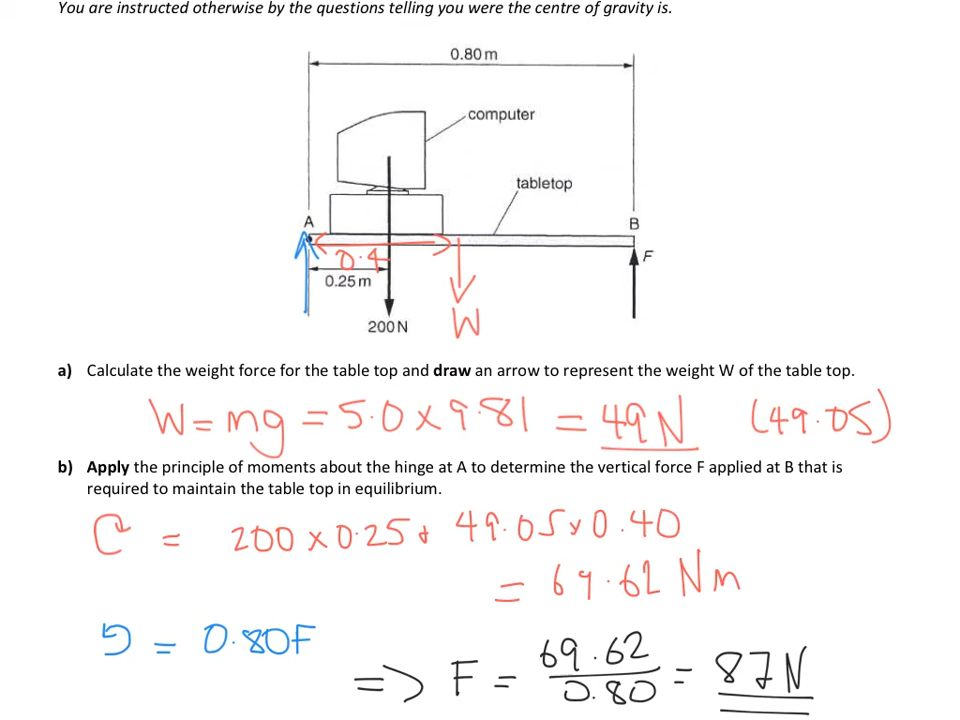 You are instructed otherwise by the questions telling you were the centre of gravity is.
0.80 m
computer
tabletop
A
B
0.4
F
0.25 m
200 N
W
a) Calculate the weight force for the table top and draw an arrow to represent the weight W of the table top.
W = mg = 5.0 × 9.81 = 49N (49.05)
b) Apply the principle of moments about the hinge at A to determine the vertical force F applied at B that is
required to maintain the table top in equilibrium.
= 200 × 0.25 + 49.05 × 0.40
= 69.62 Nm
= 0.80F
=> F = 69.62 / 0.80 = 87N